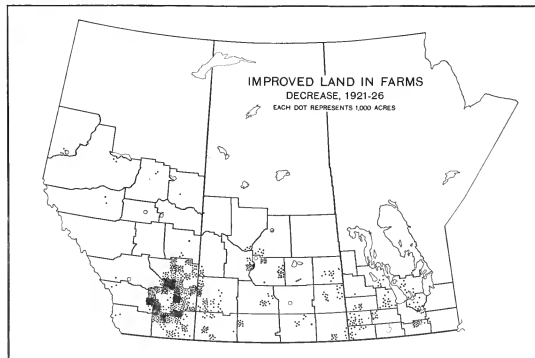 IMPROVED LAND IN FARMS
DECREASE, 1921-26
EACH DOT REPRESENTS 1,000 ACRES